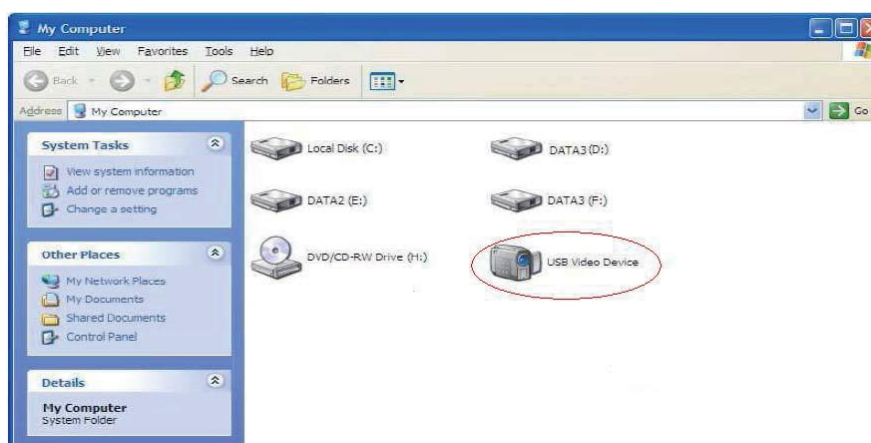 My Computer
File Edit View Favorites Tools Help
Back Search Folders
Address My Computer Go
System Tasks
View system information
Add or remove programs
Change a setting
Other Places
My Network Places
My Documents
Shared Documents
Control Panel
Details
My Computer
System Folder
Local Disk (C:) DATA3 (D:)
DATA2 (E:) DATA3 (F:)
DVD/CD-RW Drive (H:) USB Video Device